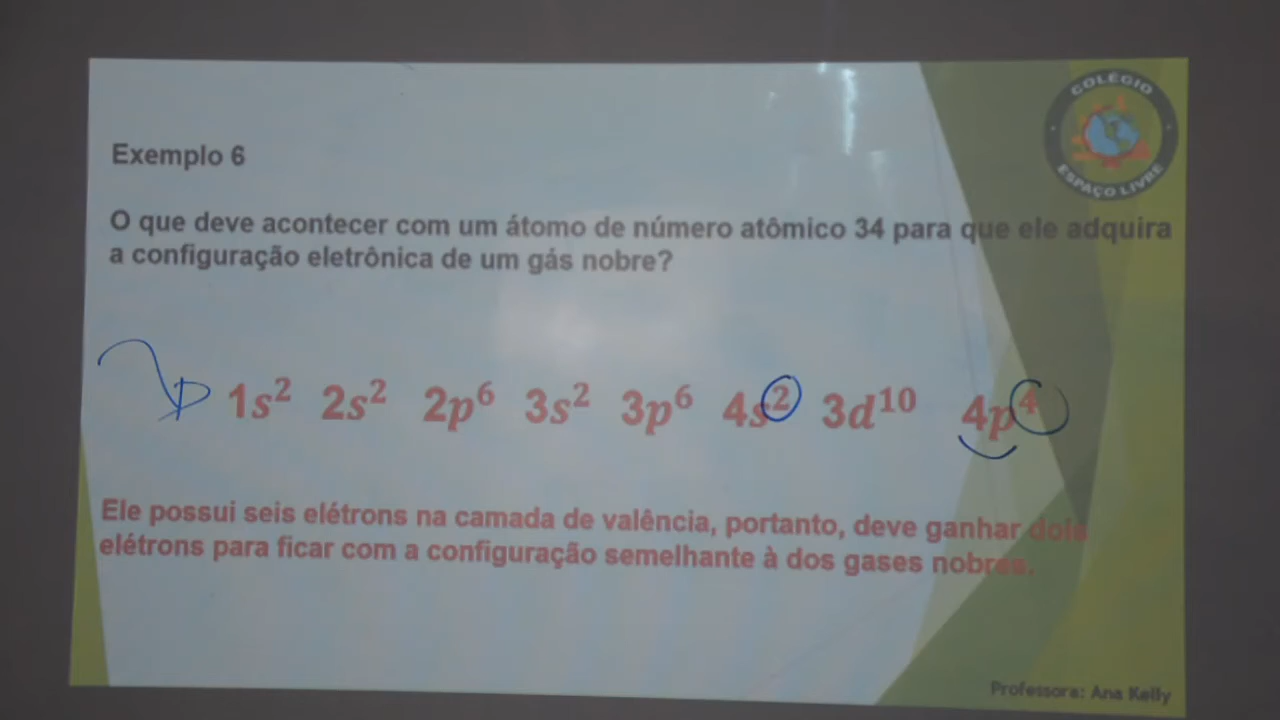 COLÉGIO
ESPAÇO LIVRE
Exemplo 6
O que deve acontecer com um átomo de número atômico 34 para que ele adquira
a configuração eletrônica de um gás nobre?
1s² 2s² 2p⁶ 3s² 3p⁶ 4s² 3d¹⁰ 4p⁴
Ele possui seis elétrons na camada de valência, portanto, deve ganhar dois
elétrons para ficar com a configuração semelhante à dos gases nobres.
Professora: Ana Kelly